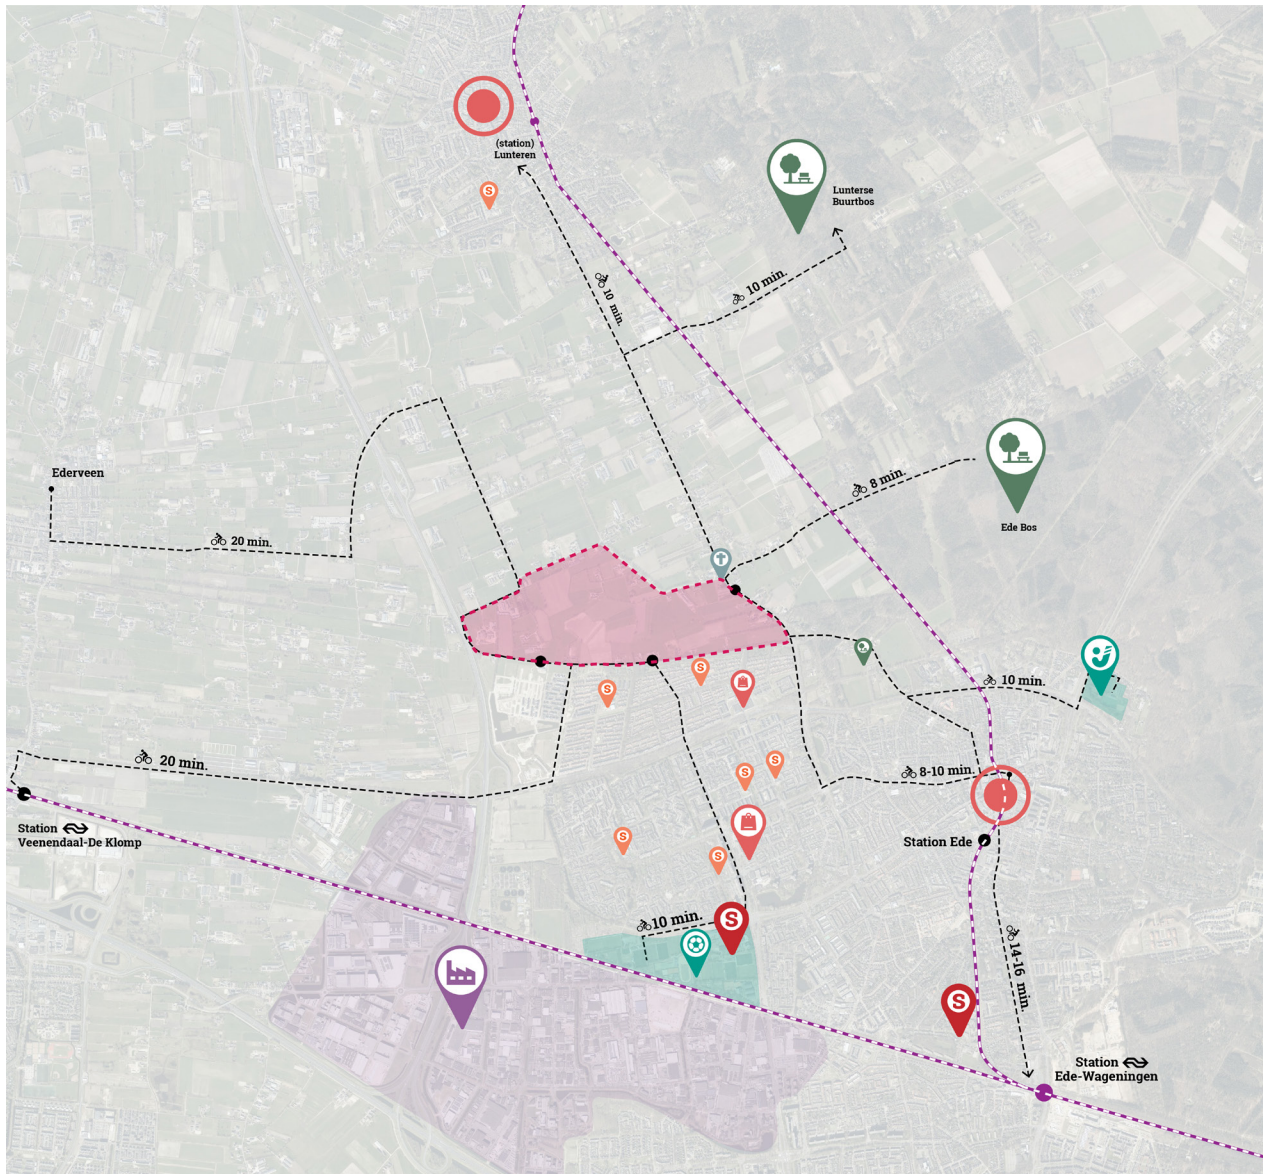 (station)
Lunteren
S
Lunterse
Buurtbos
10 min.
10 min.
Ederveen
8 min.
Ede Bos
20 min.
S
S
10 min.
20 min.
S
S
8-10 min.
Station
Veenendaal-De Klomp
S
Station Ede
S
10 min.
S
14-16 min.
S
Station
Ede-Wageningen